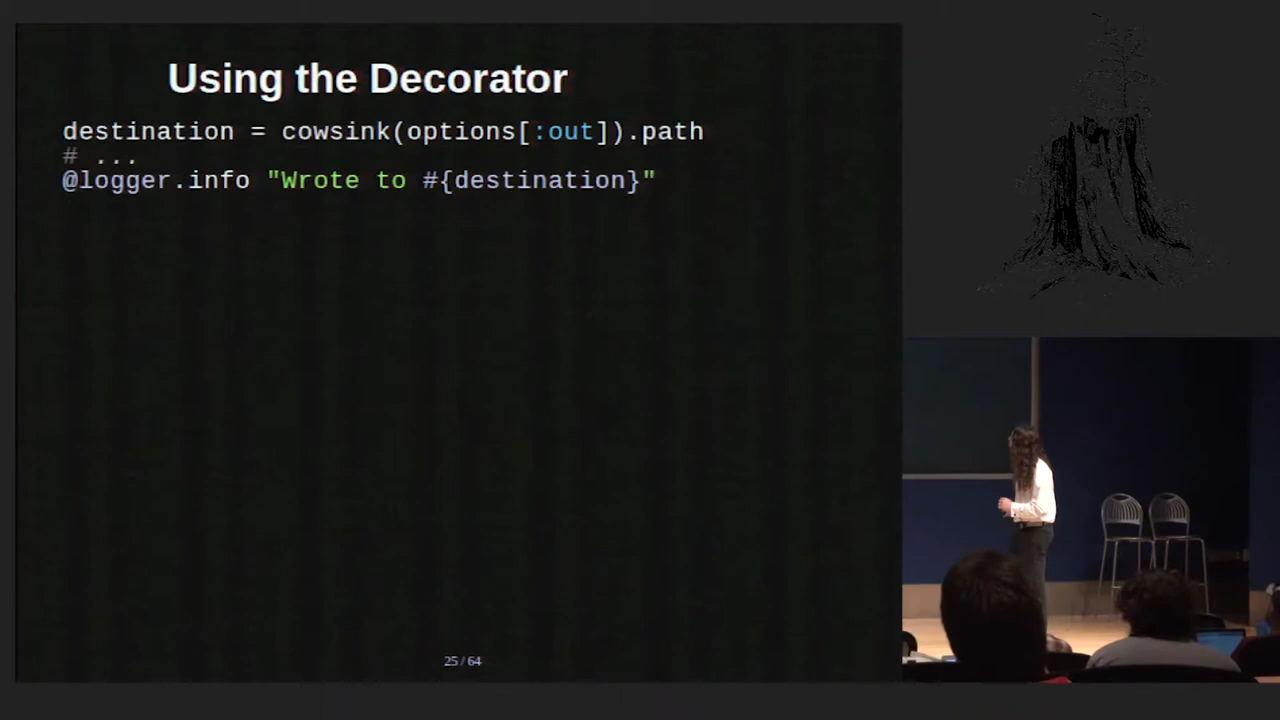 Using the Decorator
destination = cowsink(options[:out]).path
# ...
@logger.info "Wrote to #{destination}"
25 / 64